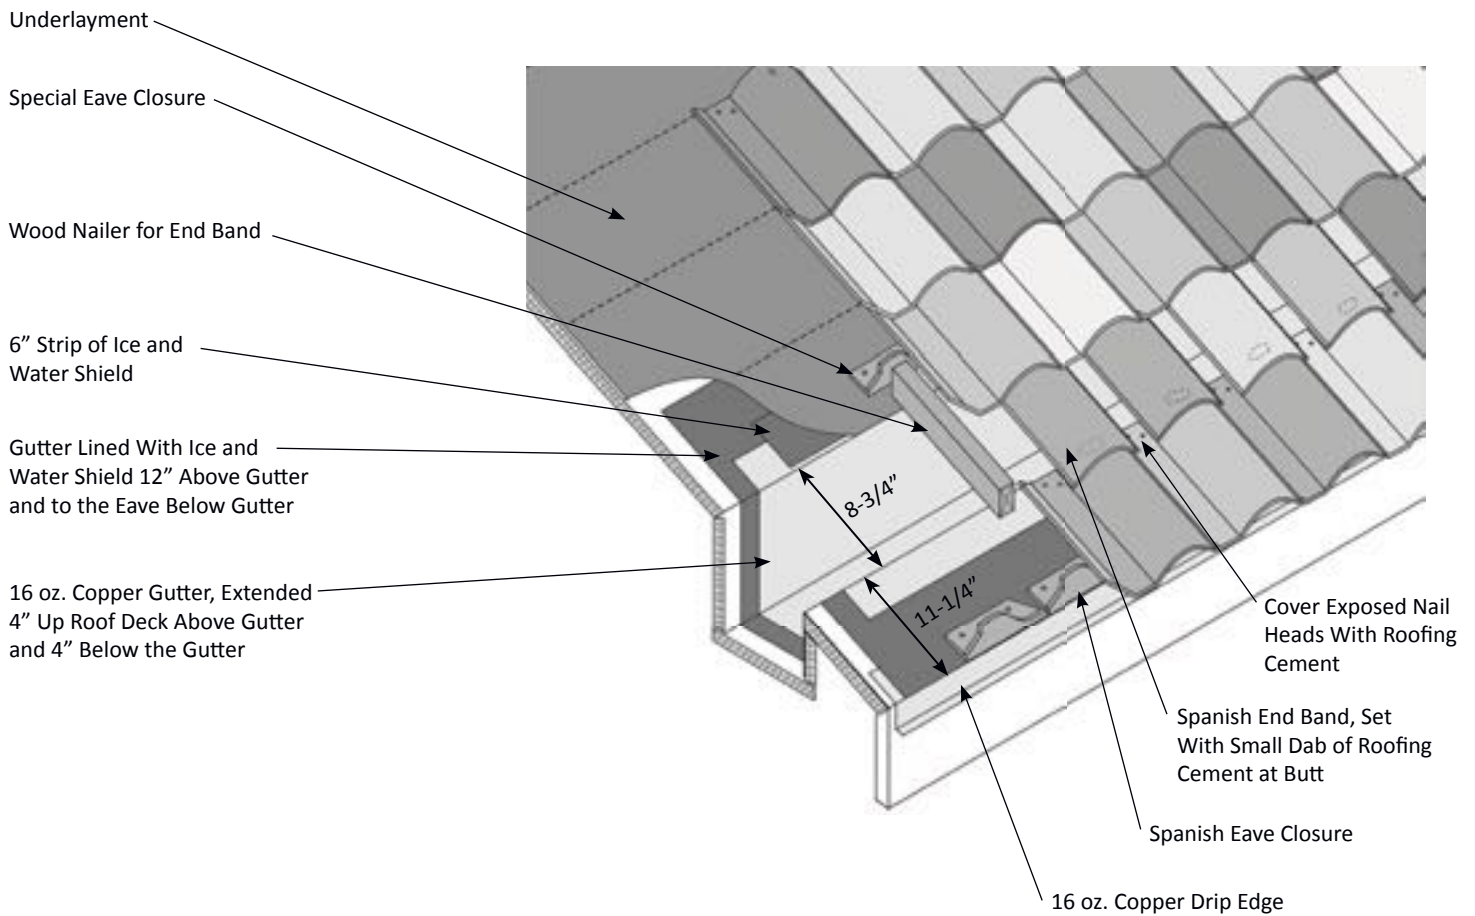 Underlayment
Special Eave Closure
Wood Nailer for End Band
6” Strip of Ice and
Water Shield
Gutter Lined With Ice and
Water Shield 12” Above Gutter
and to the Eave Below Gutter
16 oz. Copper Gutter, Extended
4” Up Roof Deck Above Gutter
and 4” Below the Gutter
8-3/4”
11-1/4”
Cover Exposed Nail
Heads With Roofing
Cement
Spanish End Band, Set
With Small Dab of Roofing
Cement at Butt
Spanish Eave Closure
16 oz. Copper Drip Edge